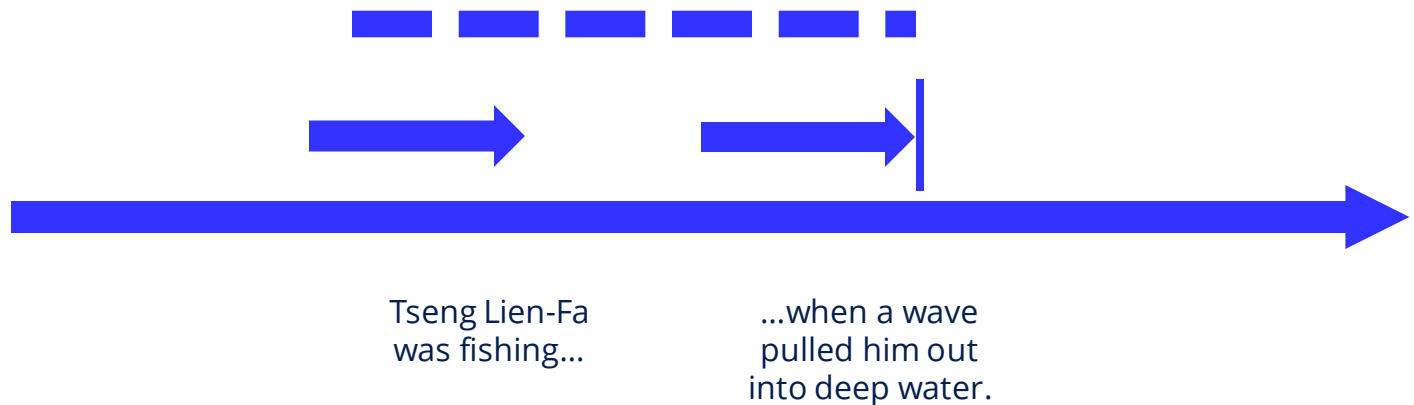 Tseng Lien-Fa
was fishing...
...when a wave
pulled him out
into deep water.